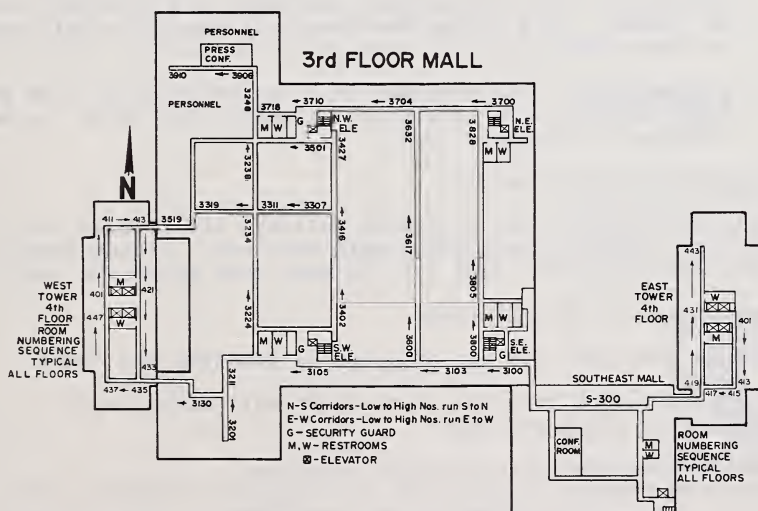 PERSONNEL
PRESS
CONF.
3rd FLOOR MALL
3910
3906
PERSONNEL
3248
3718
3710
3704
3700
M W
G
N.W.
ELE
3632
3828
N.E.
ELE.
M W
3427
3501
3238
N
3319
3311
3307
411
413
3519
3234
3416
3617
443
WEST
TOWER
4th
FLOOR
ROOM
NUMBERING
SEQUENCE
TYPICAL
ALL FLOORS
M
401
421
447
W
433
3224
3402
3805
EAST
TOWER
4th
FLOOR
W
431
401
M
M W
G
S.W.
ELE.
3600
3800
M W
G
S.E.
ELE.
437
435
3130
3211
3201
3105
3103
3100
SOUTHEAST MALL
419
413
417
415
S-300
N-S Corridors-Low to High Nos. run S to N
E-W Corridors-Low to High Nos. run E to W
G-SECURITY GUARD
M, W-RESTROOMS
-ELEVATOR
CONF.
ROOM
M
W
ROOM
NUMBERING
SEQUENCE
TYPICAL
ALL FLOORS